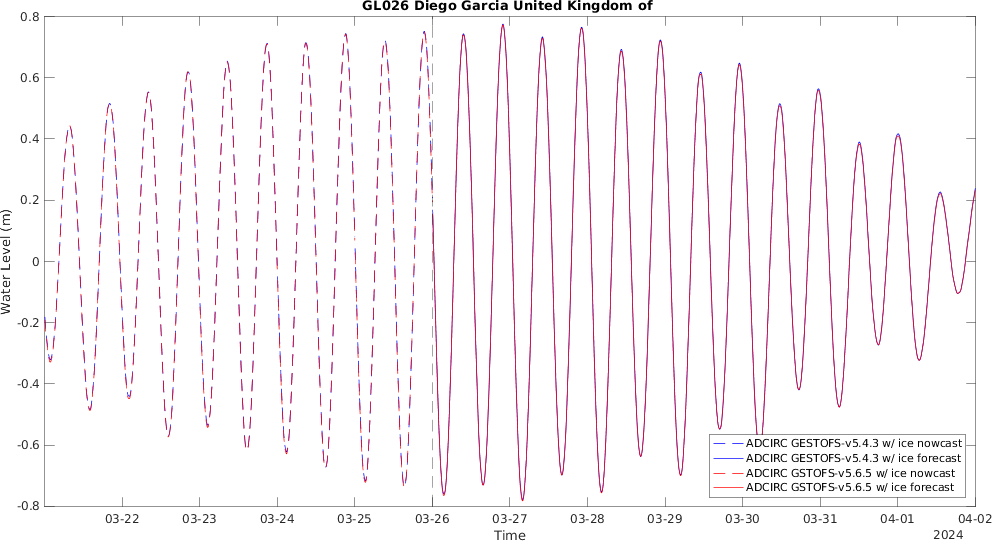 GL026 Diego Garcia United Kingdom of
0.8
0.6
0.4
0.2
0
-0.2
-0.4
-0.6
-0.8
Water Level (m)
ADCIRC GESTOFS-v5.4.3 w/ ice nowcast
ADCIRC GESTOFS-v5.4.3 w/ ice forecast
ADCIRC GSTOFS-v5.6.5 w/ ice nowcast
ADCIRC GSTOFS-v5.6.5 w/ ice forecast
03-22 03-23 03-24 03-25 03-26 03-27 03-28 03-29 03-30 03-31 04-01 04-02
Time
2024